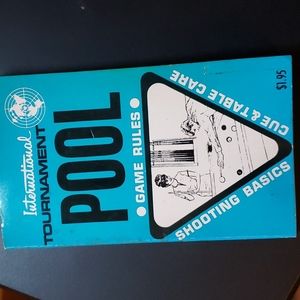 International
TOURNAMENT
POOL
• GAME RULES •
SHOOTING BASICS
CUE & TABLE CARE
$1.95